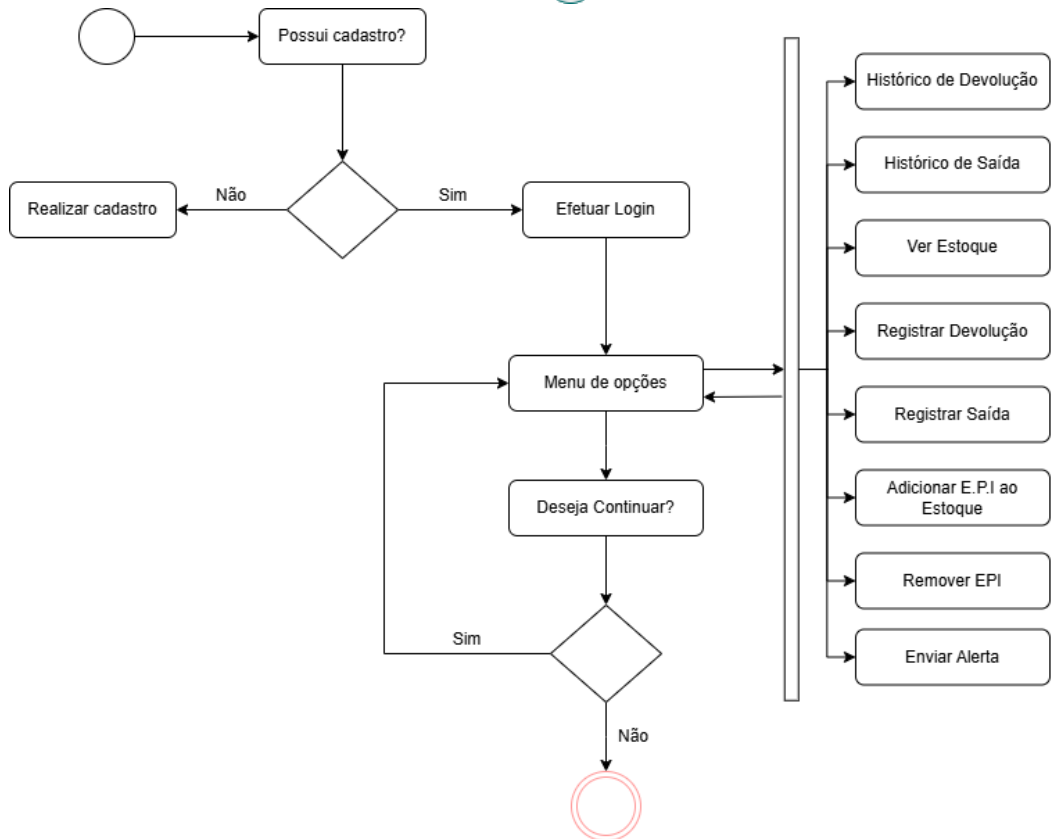 Possui cadastro?
Histórico de Devolução
Histórico de Saída
Realizar cadastro
Não
Sim
Efetuar Login
Ver Estoque
Registrar Devolução
Menu de opções
Registrar Saída
Adicionar E.P.I ao
Estoque
Deseja Continuar?
Remover EPI
Sim
Enviar Alerta
Não